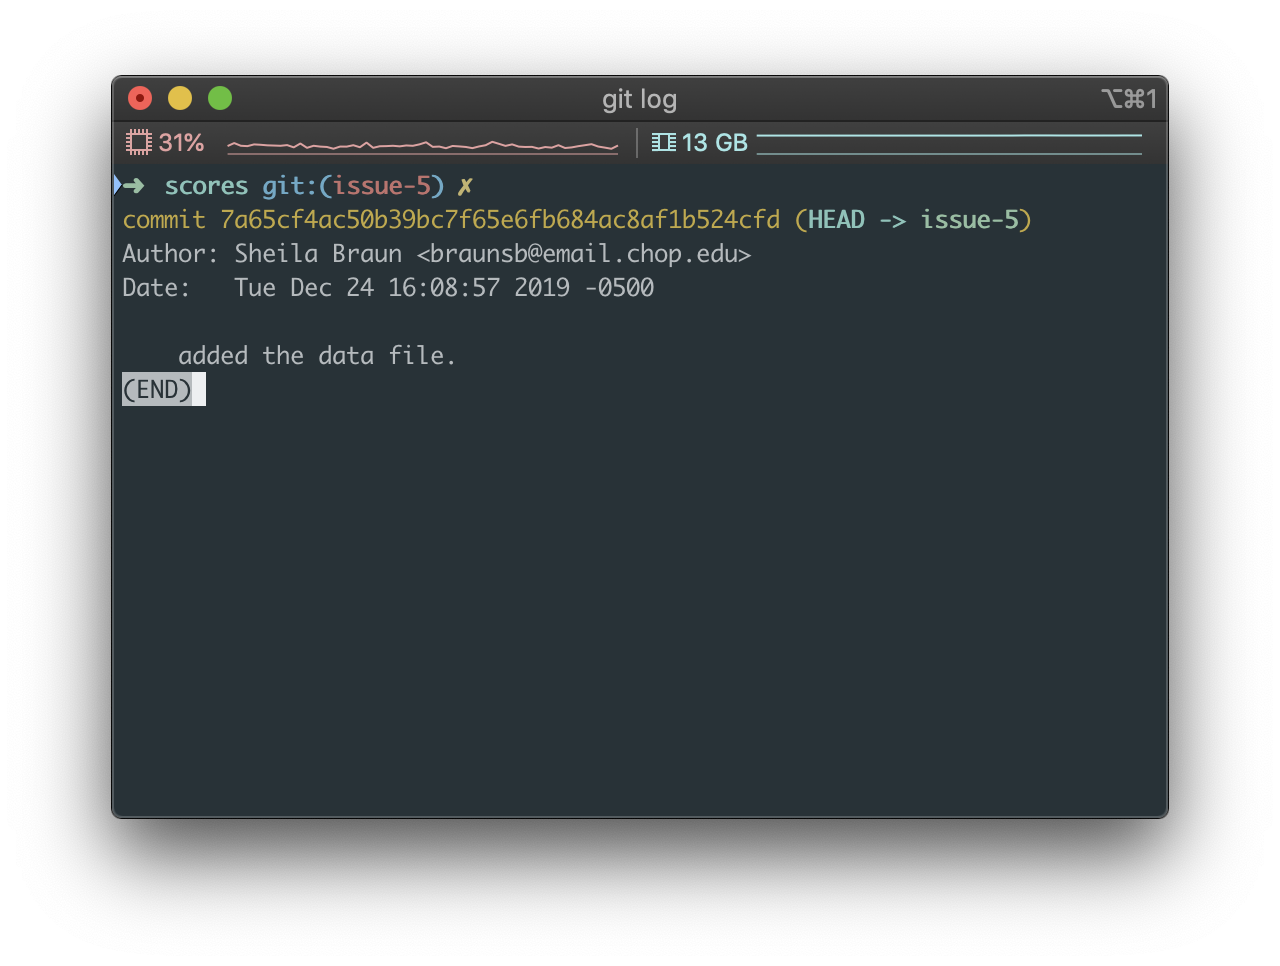 git log
⌥⌘1
31% 13 GB
➜ scores git:(issue-5) ✗
commit 7a65cf4ac50b39bc7f65e6fb684ac8af1b524cfd (HEAD -> issue-5)
Author: Sheila Braun <braunsb@email.chop.edu>
Date:   Tue Dec 24 16:08:57 2019 -0500
    added the data file.
(END)